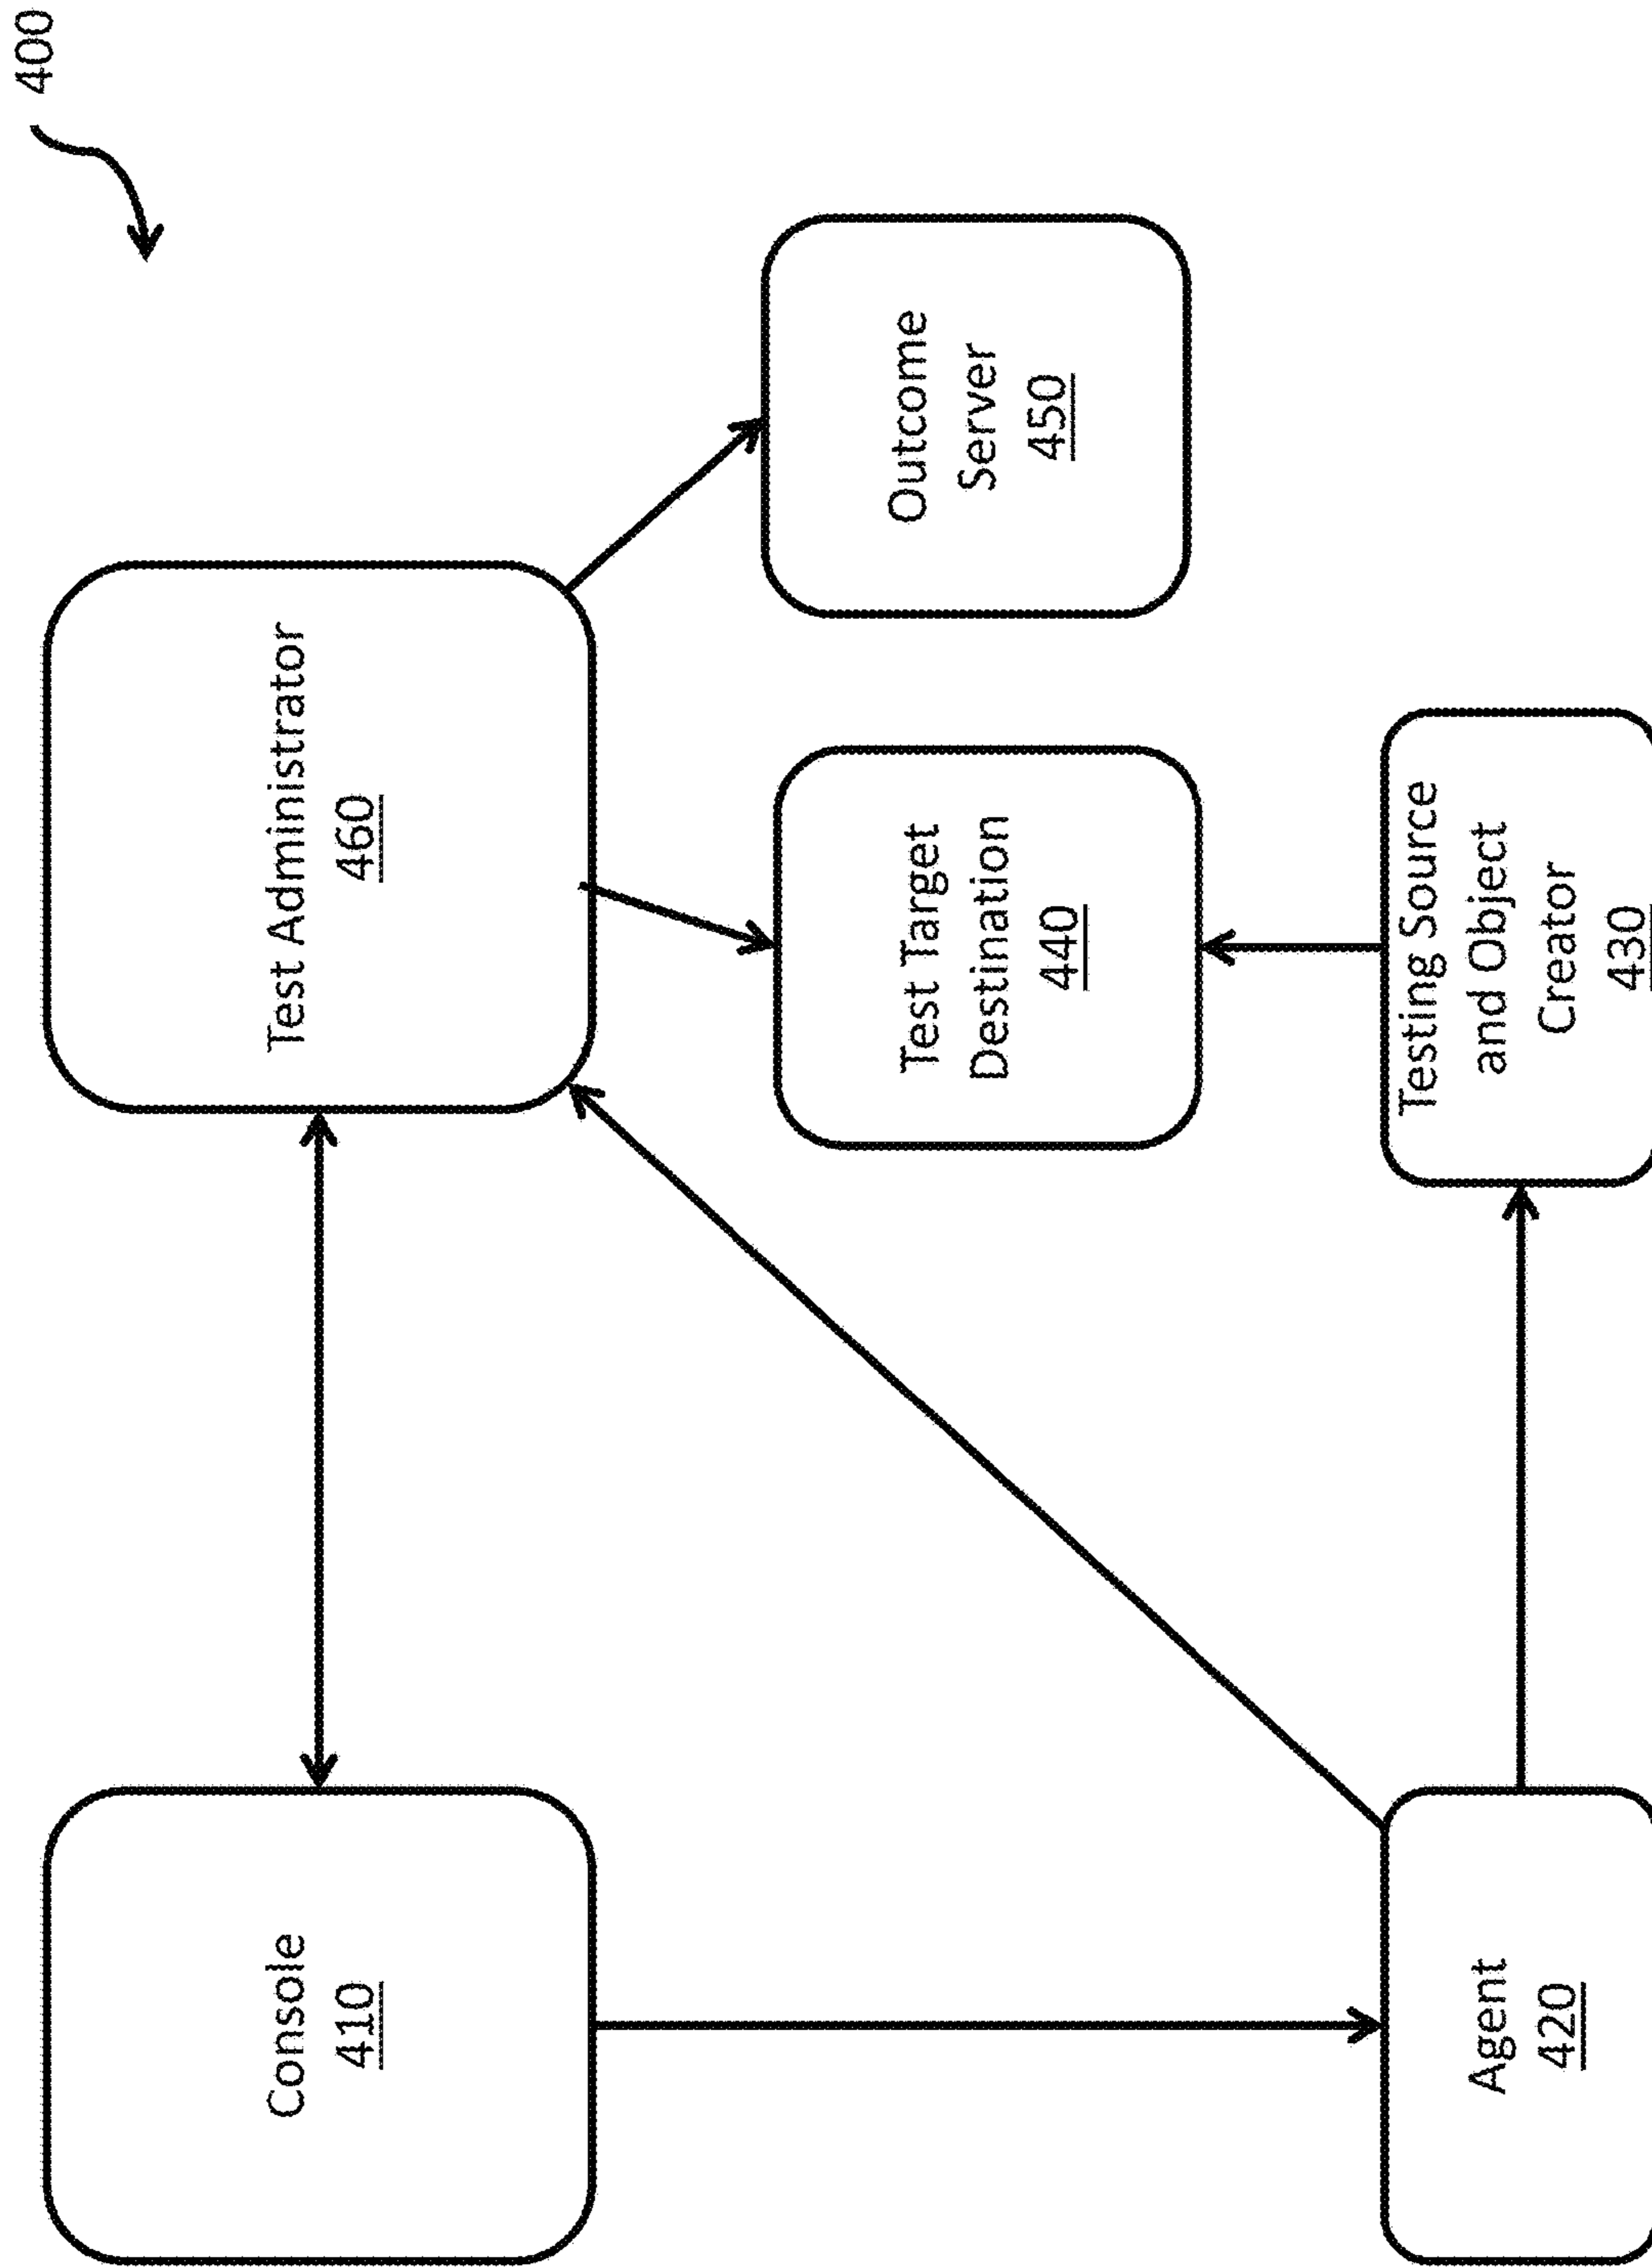 400
Console
410
Test Administrator
460
Test Target
Destination
440
Outcome
Server
450
Agent
420
Testing Source
and Object
Creator
430